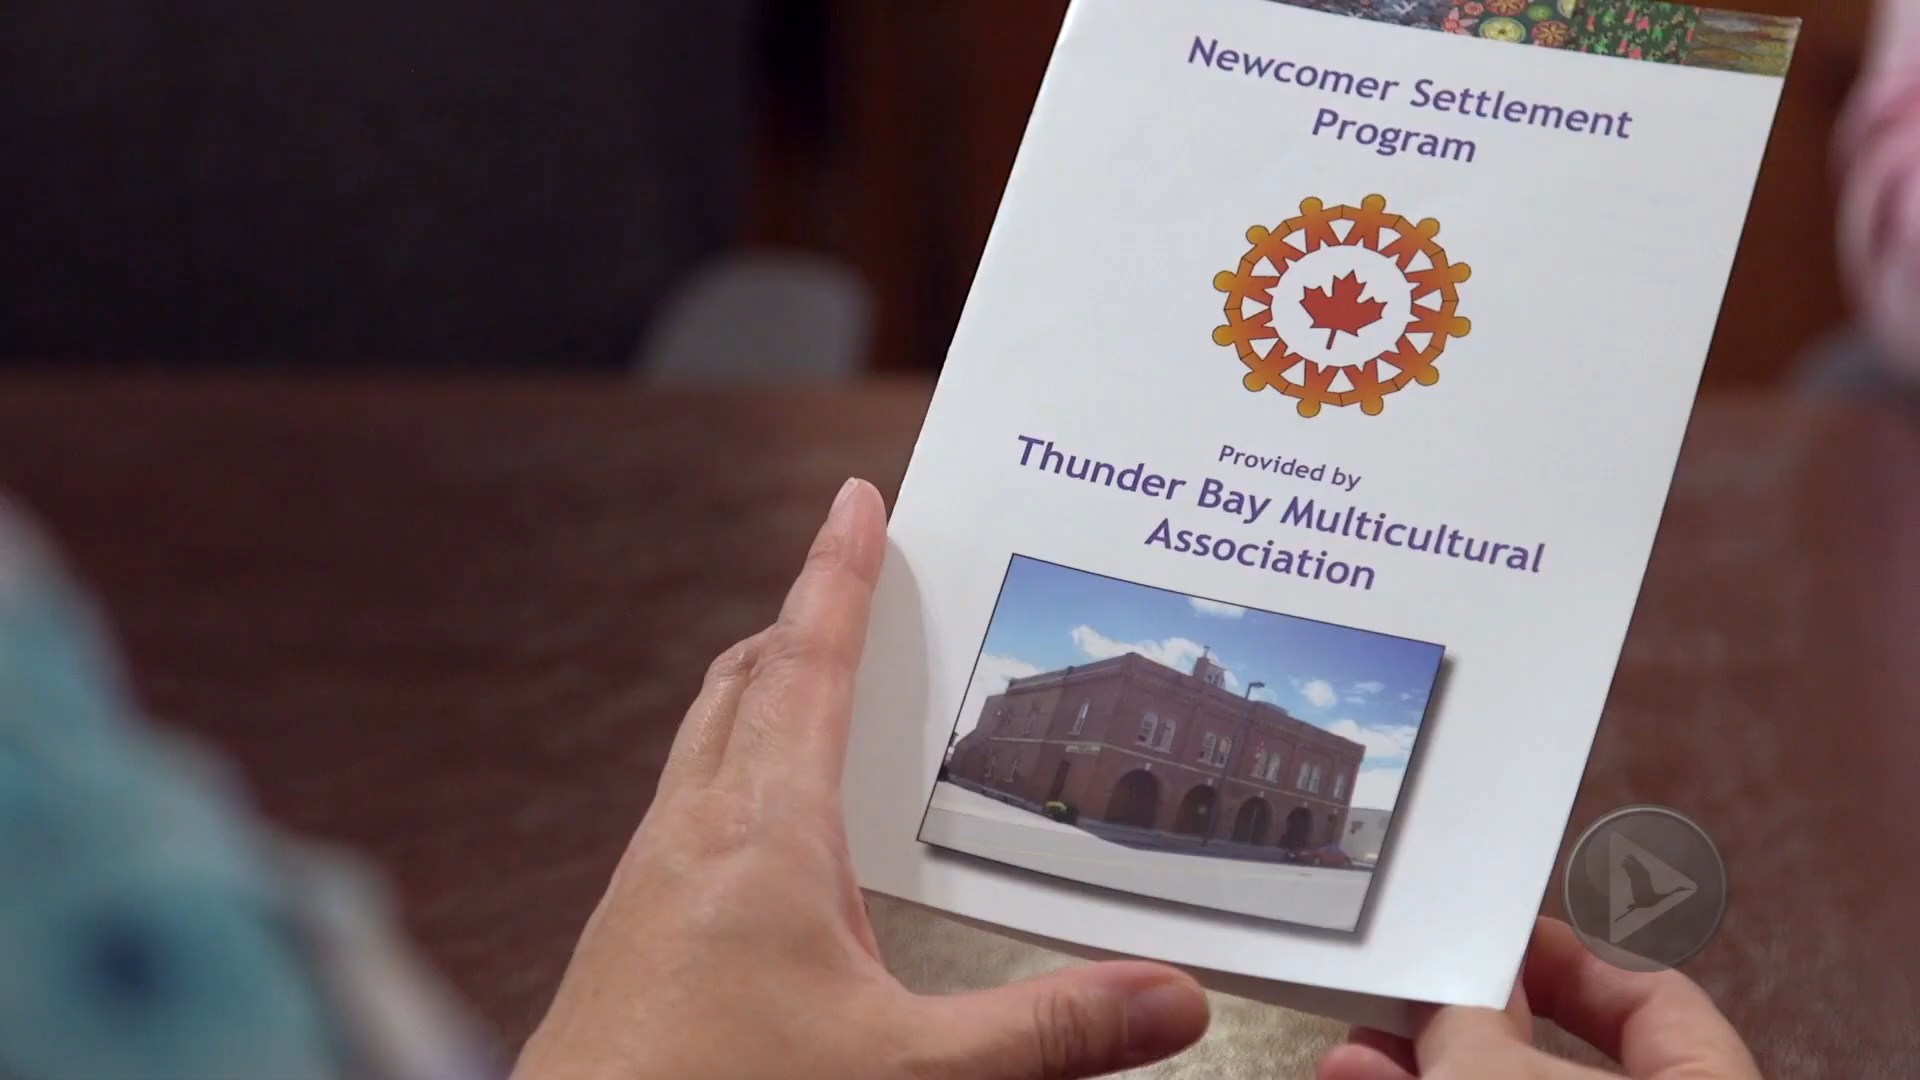 Newcomer Settlement
Program
Provided by
Thunder Bay Multicultural
Association